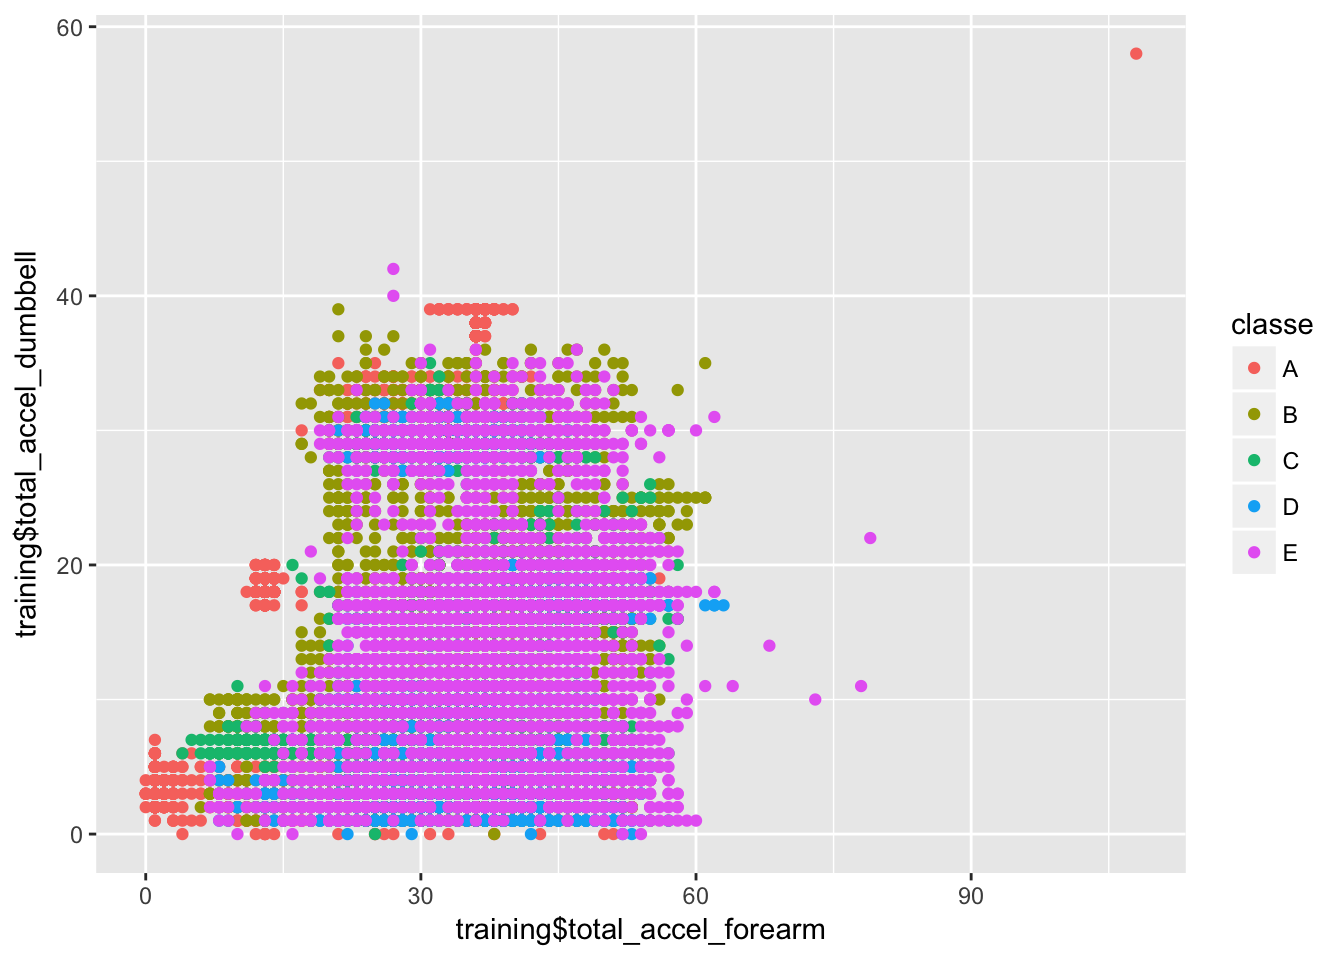 60
40
20
0
0
30
60
90
training$total_accel_forearm
training$total_accel_dumbbell
classe
A
B
C
D
E